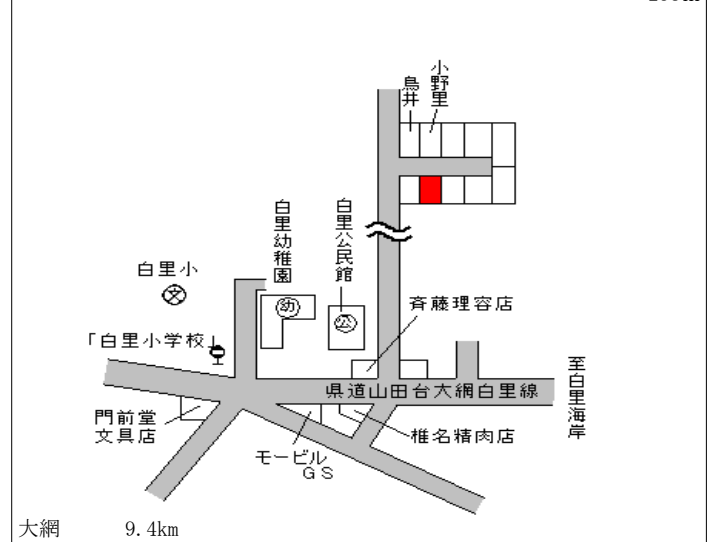 小野里
鳥井
白里幼稚園
白里公民館
白里小
文
幼
公
斉藤理容店
「白里小学校」
県道山田台大網白里線
至白里海岸
門前堂
文具店
椎名精肉店
モービル
GS
大網 9.4km